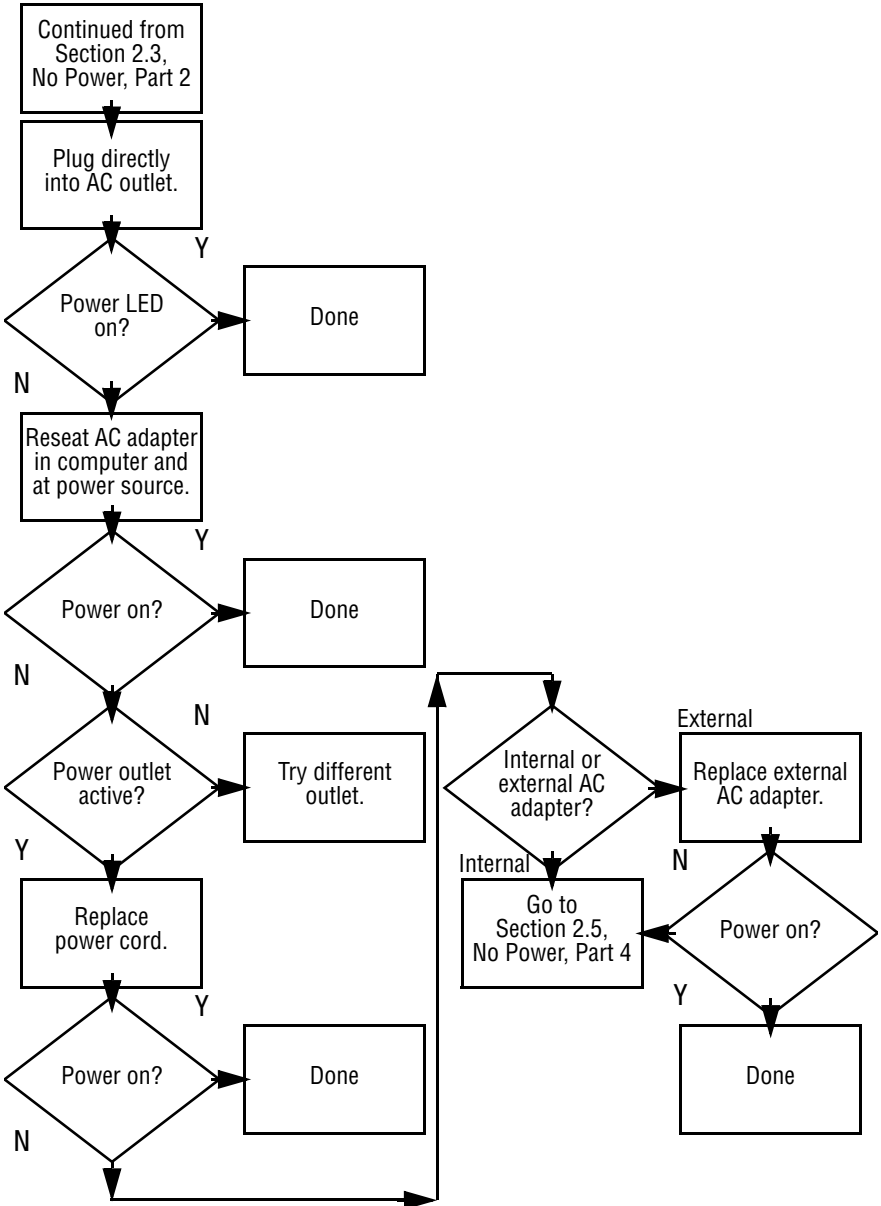 Continued from
Section 2.3,
No Power, Part 2
Plug directly
into AC outlet.
Y
Power LED
on?
Done
N
Reseat AC adapter
in computer and
at power source.
Y
Power on?
Done
N
N
Power outlet
active?
Try different
outlet.
Y
Replace
power cord.
Y
Power on?
Done
N
Internal or
external AC
adapter?
External
Replace external
AC adapter.
Internal
N
Go to
Section 2.5,
No Power, Part 4
Power on?
Y
Done